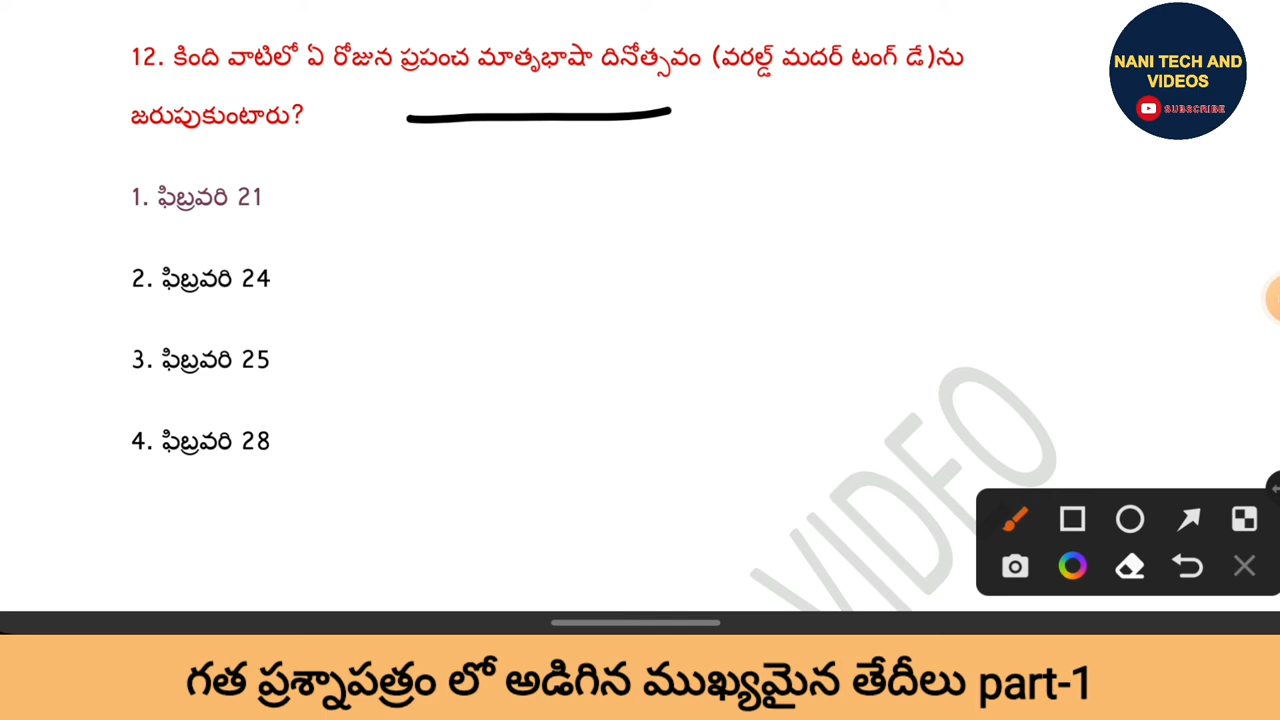 12. కింది వాటిలో ఏ రోజున ప్రపంచ మాతృభాషా దినోత్సవం (వరల్డ్ మదర్ టంగ్ డే)ను
జరుపుకుంటారు?
1. ఫిబ్రవరి 21
2. ఫిబ్రవరి 24
3. ఫిబ్రవరి 25
4. ఫిబ్రవరి 28
NANI TECH AND
VIDEOS
SUBSCRIBE
VIDEO
గత ప్రశ్నాపత్రం లో అడిగిన ముఖ్యమైన తేదీలు part-1